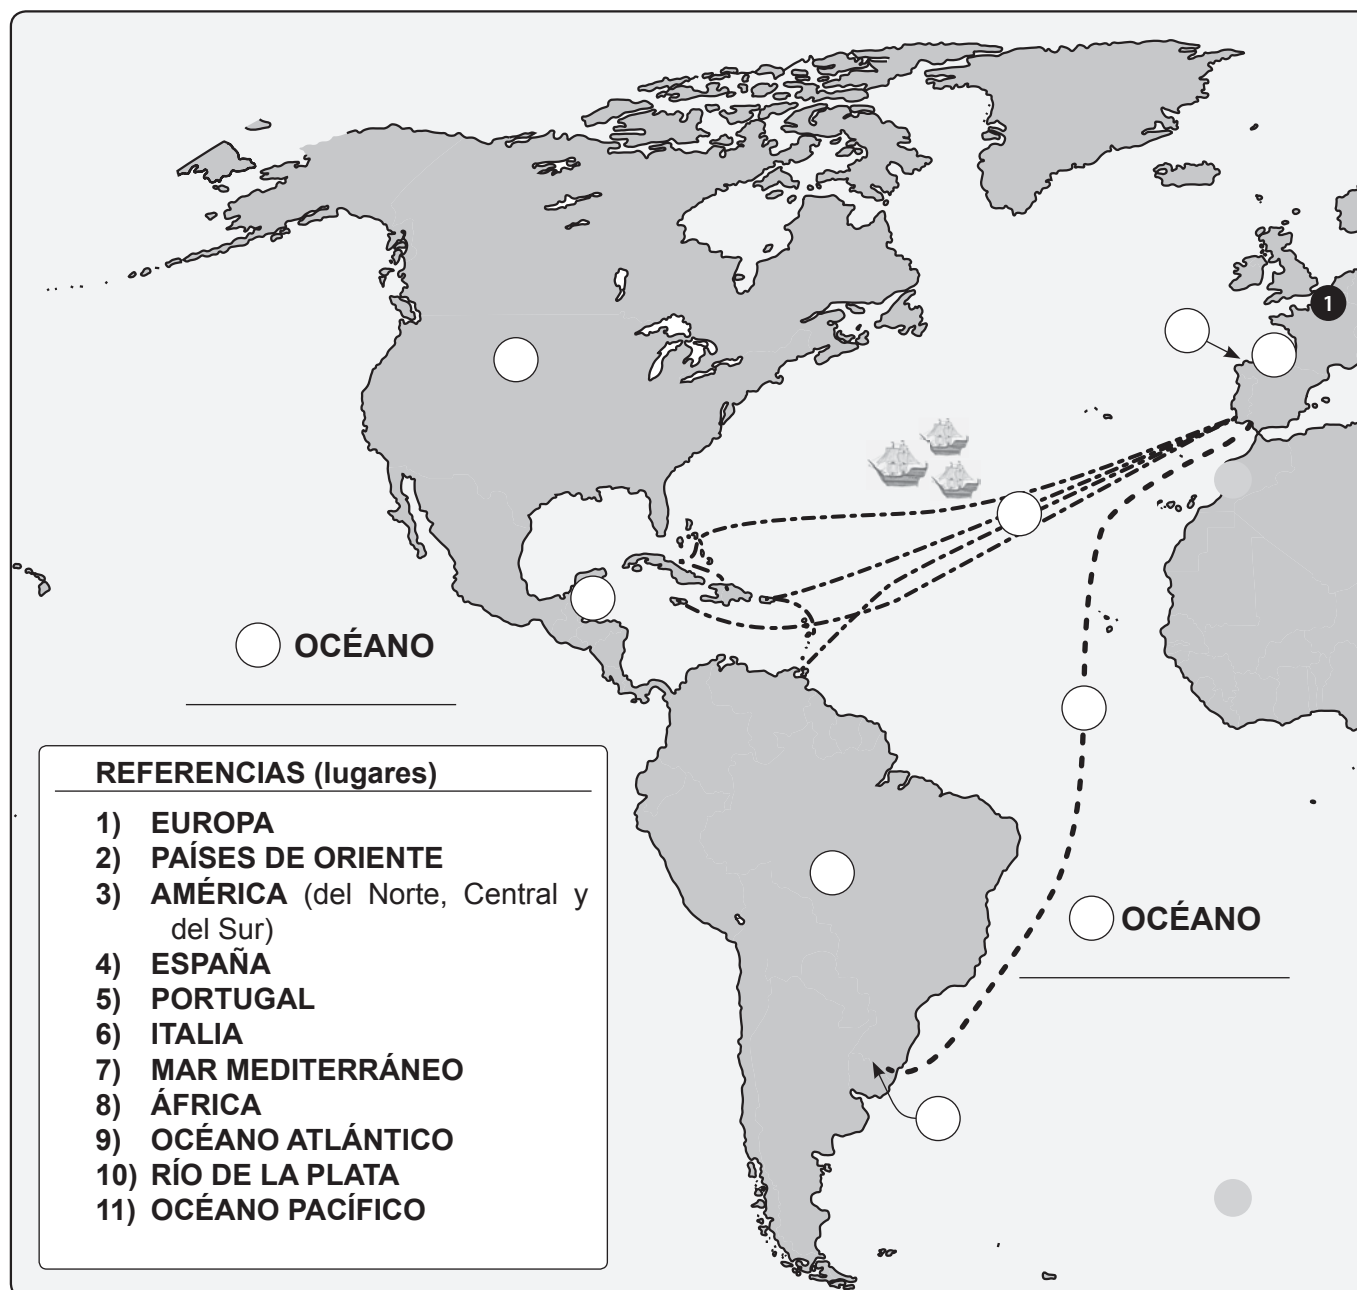 1
OCÉANO
REFERENCIAS (lugares)
1) EUROPA
2) PAÍSES DE ORIENTE
3) AMÉRICA (del Norte, Central y
del Sur)
4) ESPAÑA
5) PORTUGAL
6) ITALIA
7) MAR MEDITERRÁNEO
8) ÁFRICA
9) OCÉANO ATLÁNTICO
10) RÍO DE LA PLATA
11) OCÉANO PACÍFICO
OCÉANO